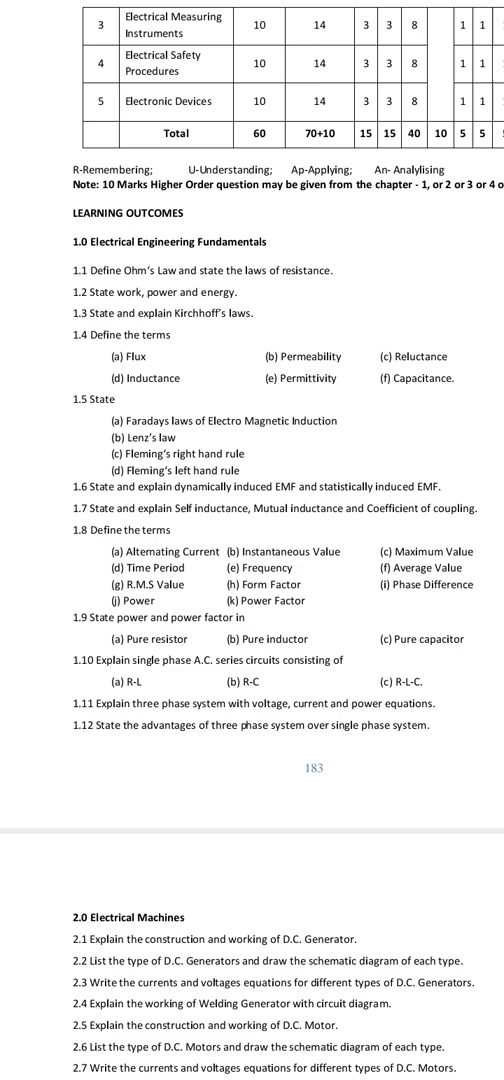 3 Electrical Measuring Instruments 10 14 3 3 8 1 1
4 Electrical Safety Procedures 10 14 3 3 8 1 1
5 Electronic Devices 10 14 3 3 8 1 1
Total 60 70+10 15 15 40 10 5 5
R-Remembering; U-Understanding; Ap-Applying; An- Analylising
Note: 10 Marks Higher Order question may be given from the chapter - 1, or 2 or 3 or 4 o
LEARNING OUTCOMES
1.0 Electrical Engineering Fundamentals
1.1 Define Ohm's Law and state the laws of resistance.
1.2 State work, power and energy.
1.3 State and explain Kirchhoff's laws.
1.4 Define the terms
(a) Flux (b) Permeability (c) Reluctance
(d) Inductance (e) Permittivity (f) Capacitance.
1.5 State
(a) Faradays laws of Electro Magnetic Induction
(b) Lenz's law
(c) Fleming's right hand rule
(d) Fleming's left hand rule
1.6 State and explain dynamically induced EMF and statistically induced EMF.
1.7 State and explain Self inductance, Mutual inductance and Coefficient of coupling.
1.8 Define the terms
(a) Alternating Current (b) Instantaneous Value (c) Maximum Value
(d) Time Period (e) Frequency (f) Average Value
(g) R.M.S Value (h) Form Factor (i) Phase Difference
(j) Power (k) Power Factor
1.9 State power and power factor in
(a) Pure resistor (b) Pure inductor (c) Pure capacitor
1.10 Explain single phase A.C. series circuits consisting of
(a) R-L (b) R-C (c) R-L-C.
1.11 Explain three phase system with voltage, current and power equations.
1.12 State the advantages of three phase system over single phase system.
183
2.0 Electrical Machines
2.1 Explain the construction and working of D.C. Generator.
2.2 List the type of D.C. Generators and draw the schematic diagram of each type.
2.3 Write the currents and voltages equations for different types of D.C. Generators.
2.4 Explain the working of Welding Generator with circuit diagram.
2.5 Explain the construction and working of D.C. Motor.
2.6 List the type of D.C. Motors and draw the schematic diagram of each type.
2.7 Write the currents and voltages equations for different types of D.C. Motors.